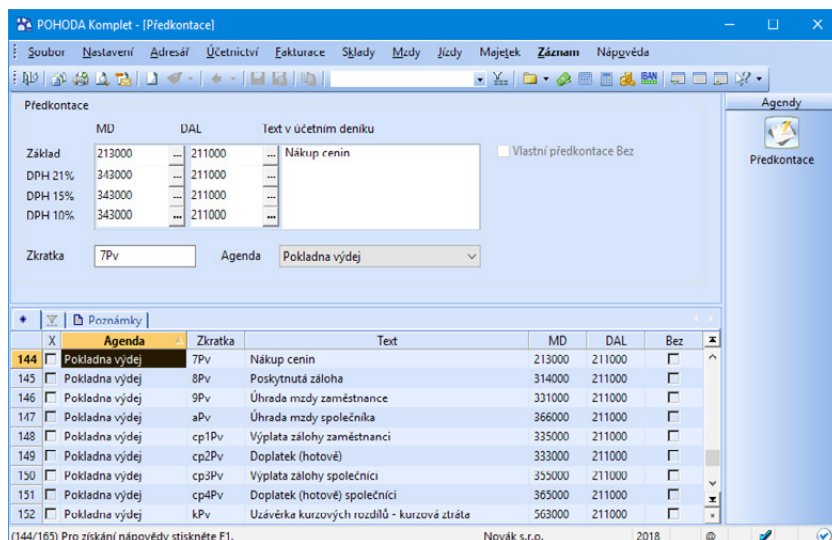 POHODA Komplet - [Předkontace]
Soubor Nastavení Adresář Účetnictví Fakturace Sklady Mzdy Jízdy Majetek Záznam Nápověda
IBAN
Předkontace
Agendy
MD DAL Text v účetním deníku
Základ 213000 ... 211000 ... Nákup cenin
Vlastní předkontace Bez
Předkontace
DPH 21% 343000 ... 211000 ...
DPH 15% 343000 ... 211000 ...
DPH 10% 343000 ... 211000 ...
Zkratka 7Pv Agenda Pokladna výdej
Poznámky
X Agenda Zkratka Text MD DAL Bez
144 Pokladna výdej 7Pv Nákup cenin 213000 211000
145 Pokladna výdej 8Pv Poskytnutá záloha 314000 211000
146 Pokladna výdej 9Pv Úhrada mzdy zaměstnance 331000 211000
147 Pokladna výdej aPv Úhrada mzdy společníka 366000 211000
148 Pokladna výdej cp1Pv Výplata zálohy zaměstnanci 335000 211000
149 Pokladna výdej cp2Pv Doplatek (hotově) 333000 211000
150 Pokladna výdej cp3Pv Výplata zálohy společníci 355000 211000
151 Pokladna výdej cp4Pv Doplatek (hotově) společníci 365000 211000
152 Pokladna výdej kPv Uzávěrka kurzových rozdílů - kurzová ztráta 563000 211000
(144/165) Pro získání nápovědy stiskněte F1. Novák s.r.o. 2018 @